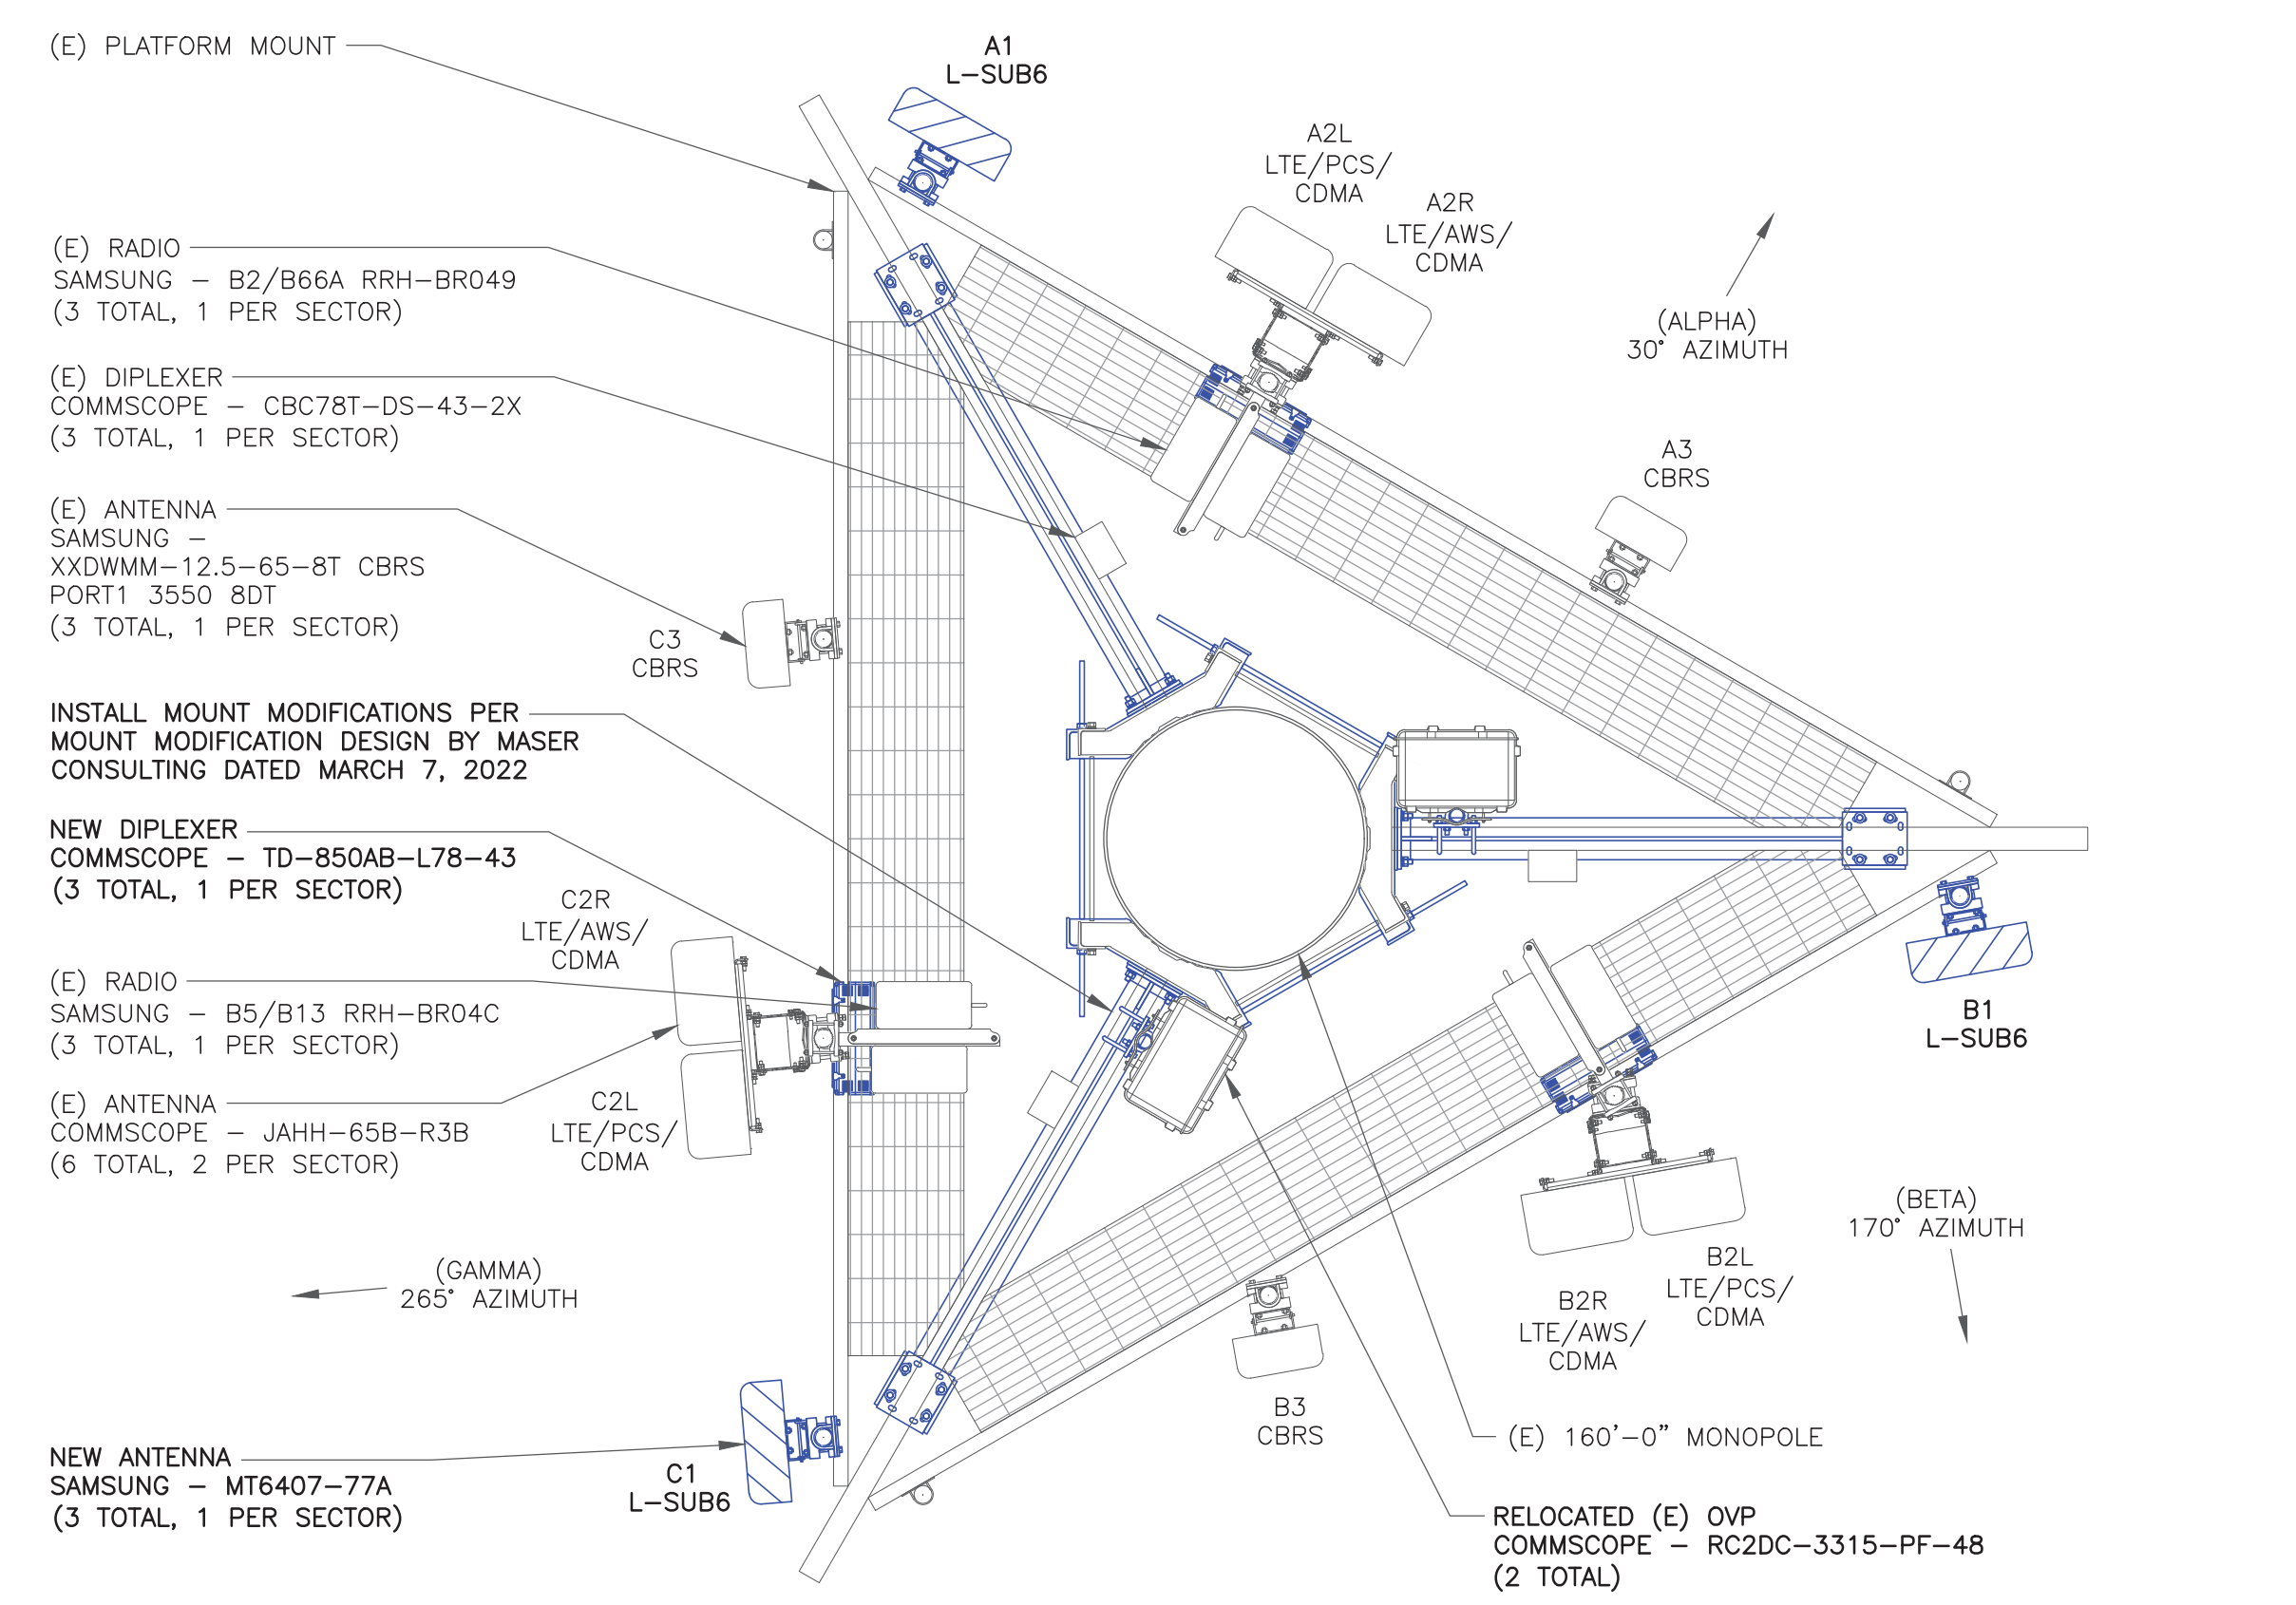 (E) PLATFORM MOUNT
A1
L-SUB6
A2L
LTE/PCS/
CDMA
A2R
LTE/AWS/
CDMA
(E) RADIO
SAMSUNG - B2/B66A RRH-BR049
(3 TOTAL, 1 PER SECTOR)
(ALPHA)
30° AZIMUTH
(E) DIPLEXER
COMMSCOPE - CBC78T-DS-43-2X
(3 TOTAL, 1 PER SECTOR)
A3
CBRS
(E) ANTENNA
SAMSUNG -
XXDWMM-12.5-65-8T CBRS
PORT1 3550 8DT
(3 TOTAL, 1 PER SECTOR)
C3
CBRS
INSTALL MOUNT MODIFICATIONS PER
MOUNT MODIFICATION DESIGN BY MASER
CONSULTING DATED MARCH 7, 2022
NEW DIPLEXER
COMMSCOPE - TD-850AB-L78-43
(3 TOTAL, 1 PER SECTOR)
C2R
LTE/AWS/
CDMA
(E) RADIO
SAMSUNG - B5/B13 RRH-BR04C
(3 TOTAL, 1 PER SECTOR)
B1
L-SUB6
(E) ANTENNA
COMMSCOPE - JAHH-65B-R3B
(6 TOTAL, 2 PER SECTOR)
C2L
LTE/PCS/
CDMA
(BETA)
170° AZIMUTH
(GAMMA)
265° AZIMUTH
B2L
LTE/PCS/
CDMA
B2R
LTE/AWS/
CDMA
B3
CBRS
(E) 160'-0" MONOPOLE
NEW ANTENNA
SAMSUNG - MT6407-77A
(3 TOTAL, 1 PER SECTOR)
C1
L-SUB6
RELOCATED (E) OVP
COMMSCOPE - RC2DC-3315-PF-48
(2 TOTAL)